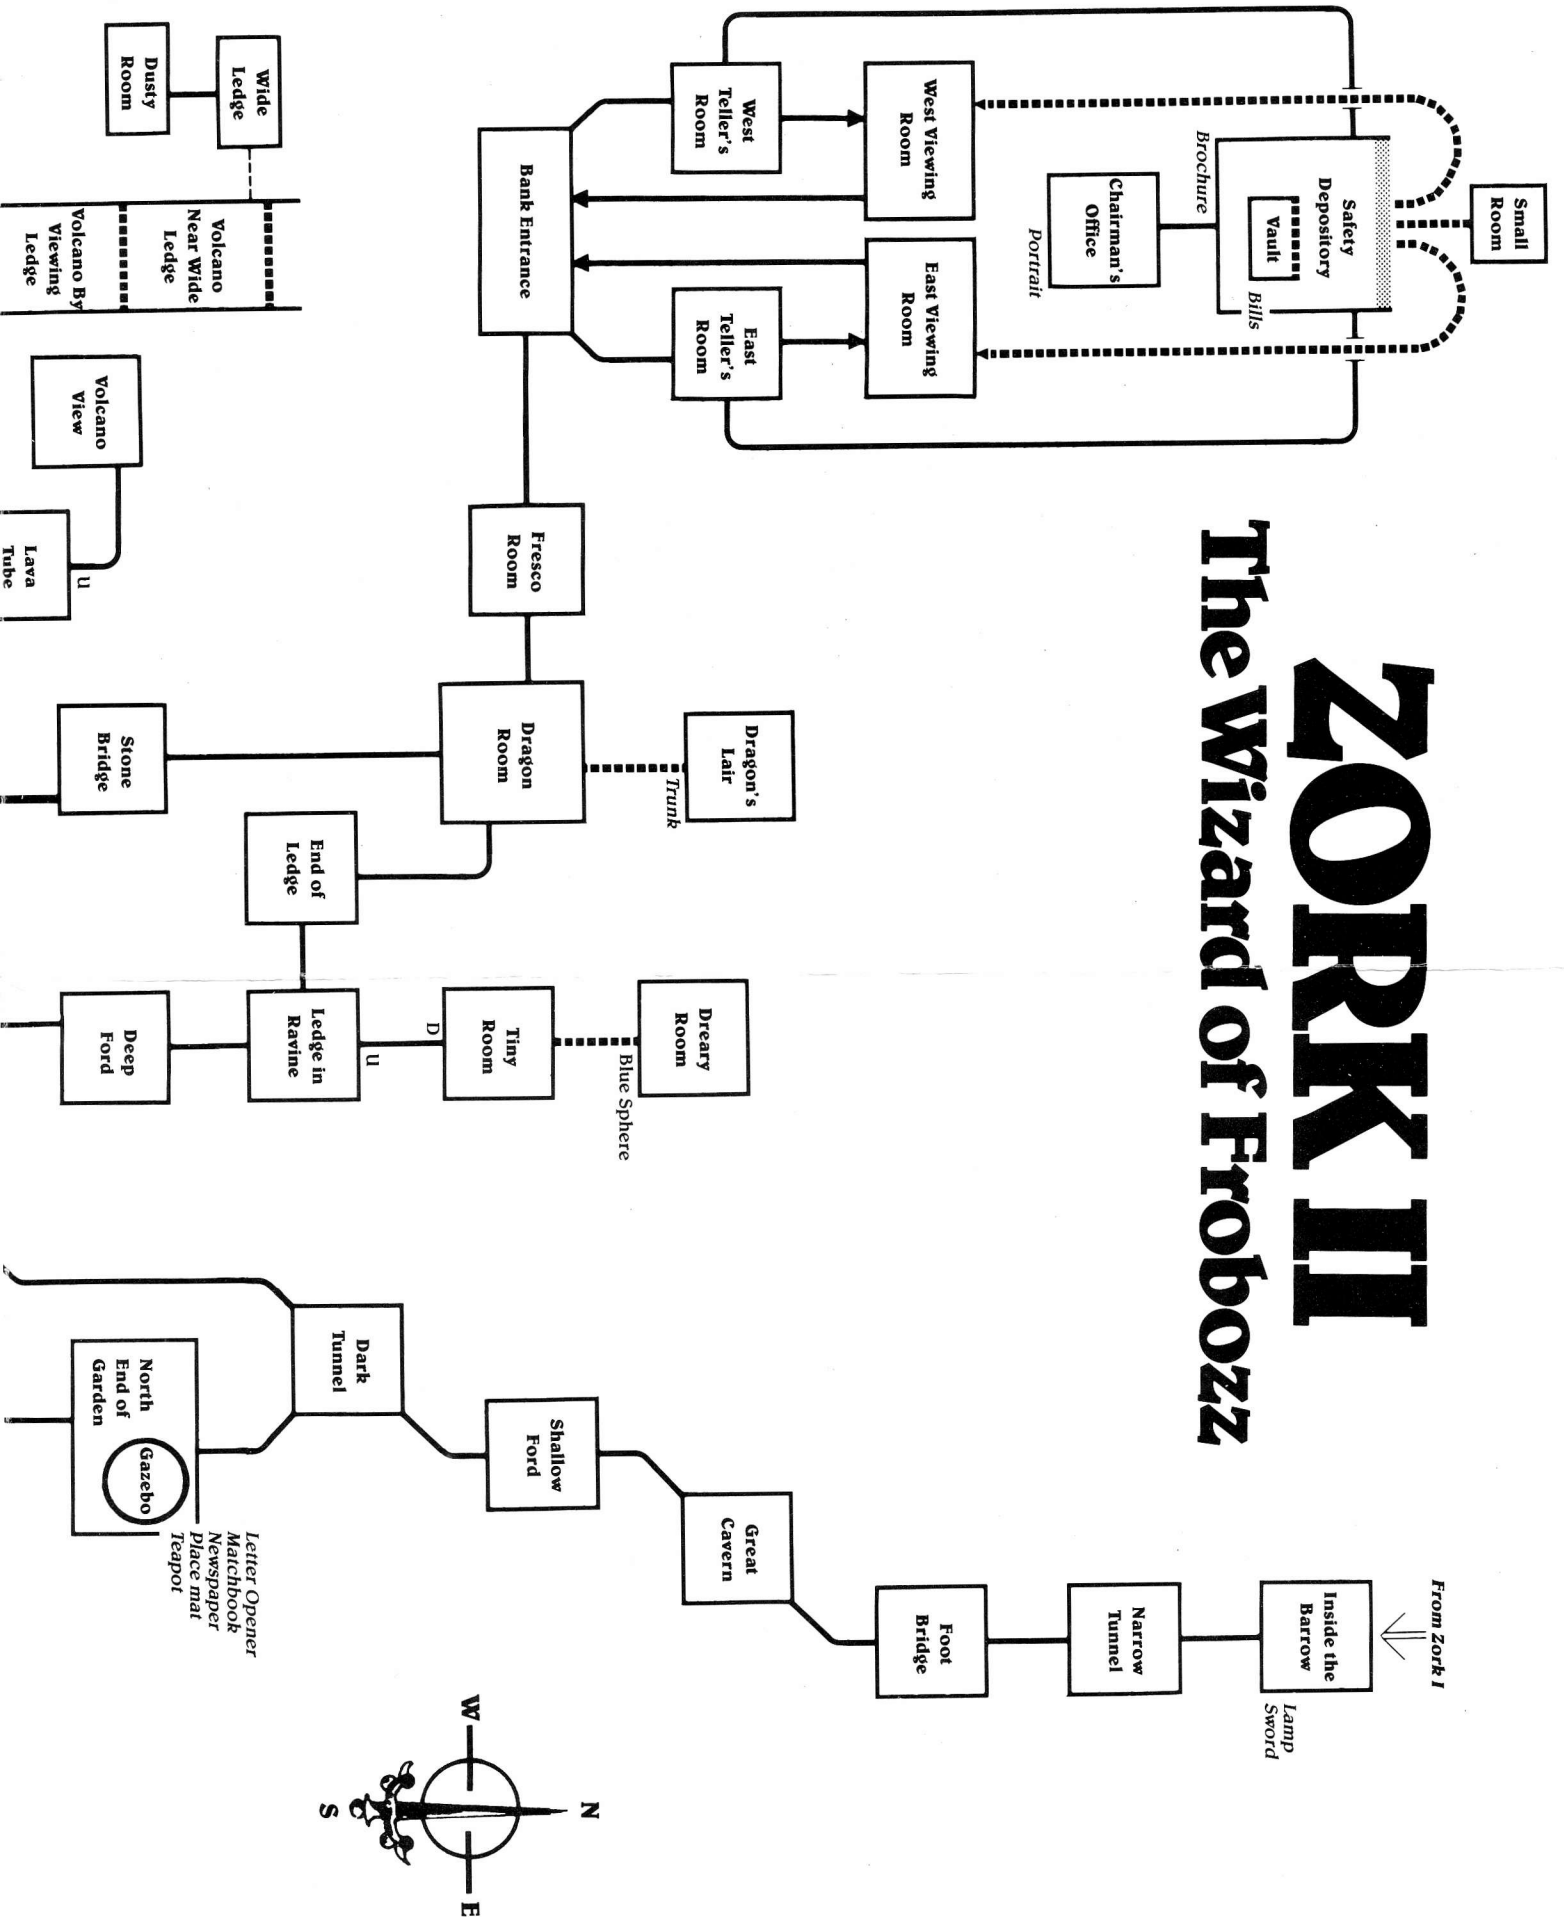 ZORK II
The Wizard of Frobozz
From Zork I
Small
Room
Safety
Depository
Vault
Bills
Brochure
Chairman's
Office
Portrait
West Viewing
Room
East Viewing
Room
West
Teller's
Room
East
Teller's
Room
Bank Entrance
Fresco
Room
Dragon's
Lair
Trunk
Dragon
Room
Dreary
Room
Blue Sphere
Tiny
Room
D
U
Ledge in
Ravine
End of
Ledge
Stone
Bridge
Deep
Ford
Inside the
Barrow
Lamp
Sword
Narrow
Tunnel
Foot
Bridge
Great
Cavern
Shallow
Ford
Dark
Tunnel
North
End of
Garden
Gazebo
Letter Opener
Matchbook
Newspaper
Place mat
Teapot
Wide
Ledge
Dusty
Room
Volcano
Near Wide
Ledge
Volcano By
Viewing
Ledge
Volcano
View
U
Lava
Tube
N
W
E
S